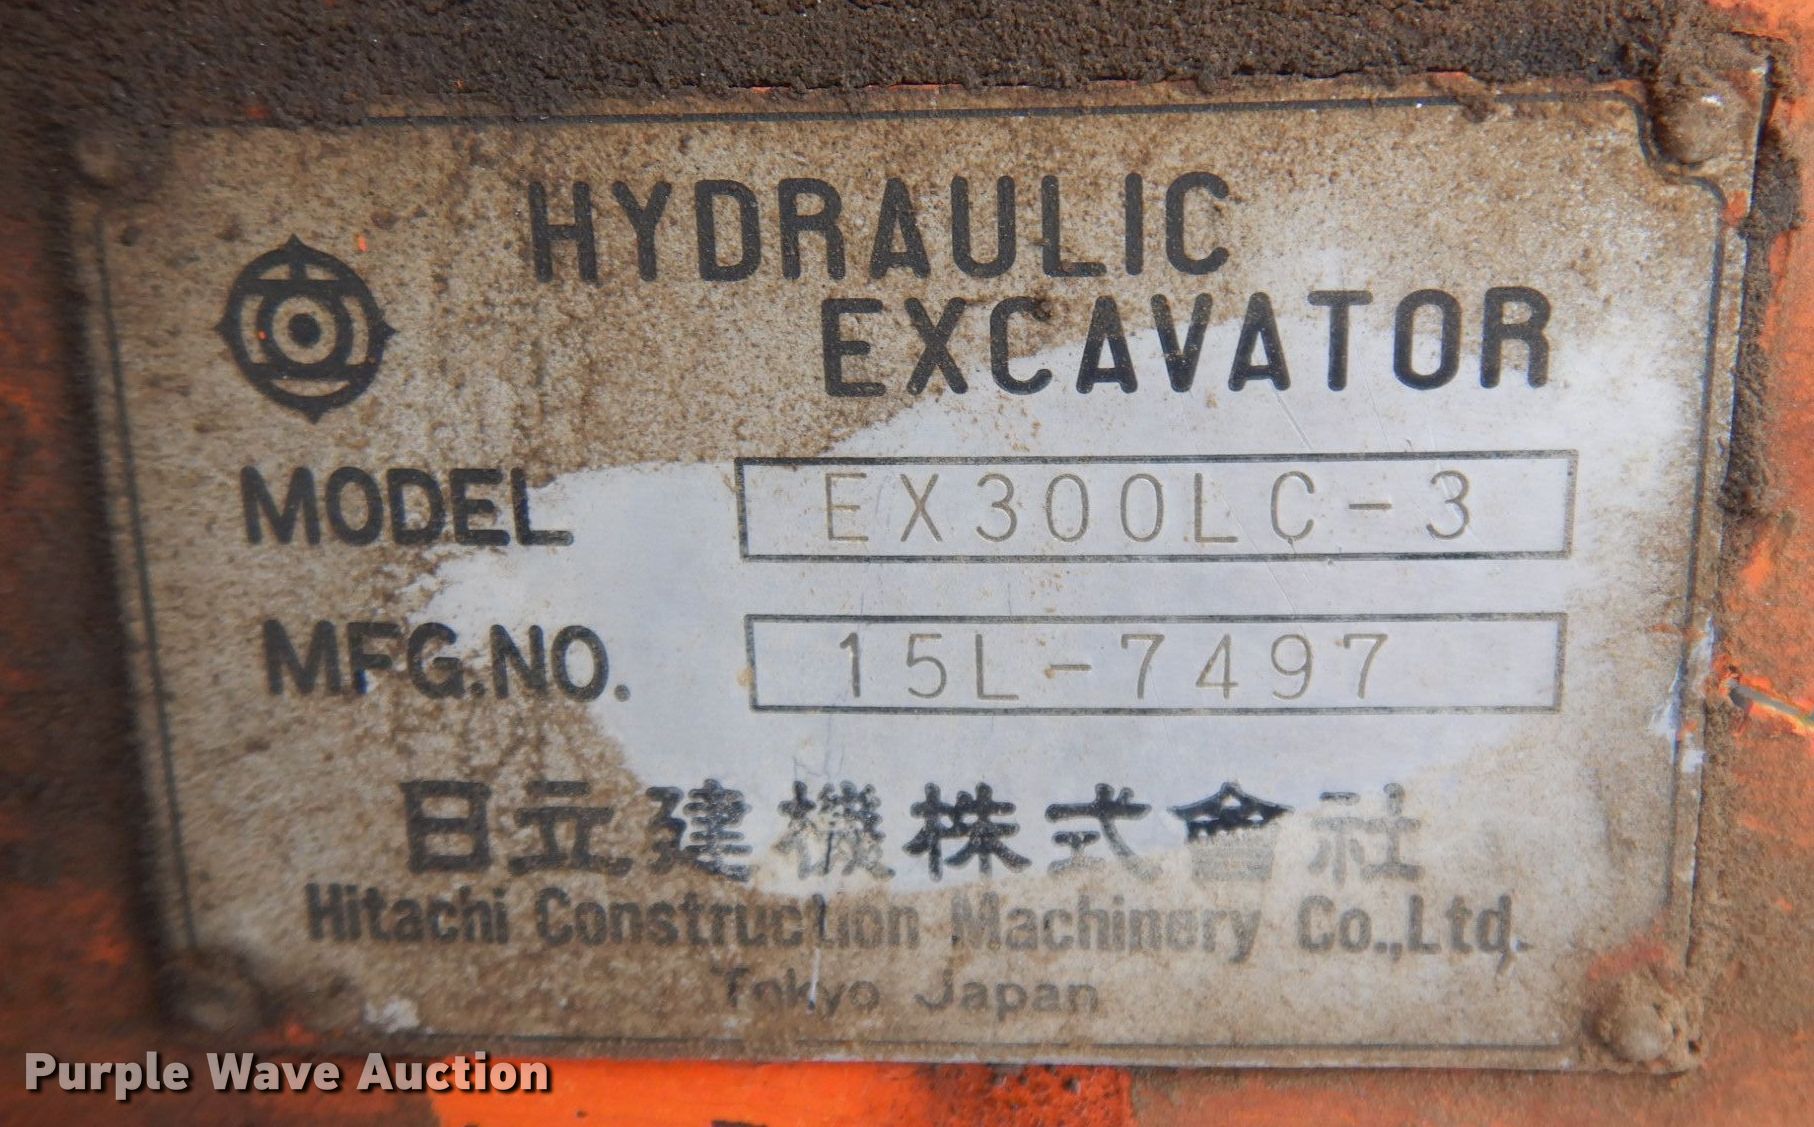 HYDRAULIC
EXCAVATOR
MODEL EX300LC-3
MFG.NO. 15L-7497
日立建機株式會社
Hitachi Construction Machinery Co.,Ltd.
Tokyo Japan
Purple Wave Auction